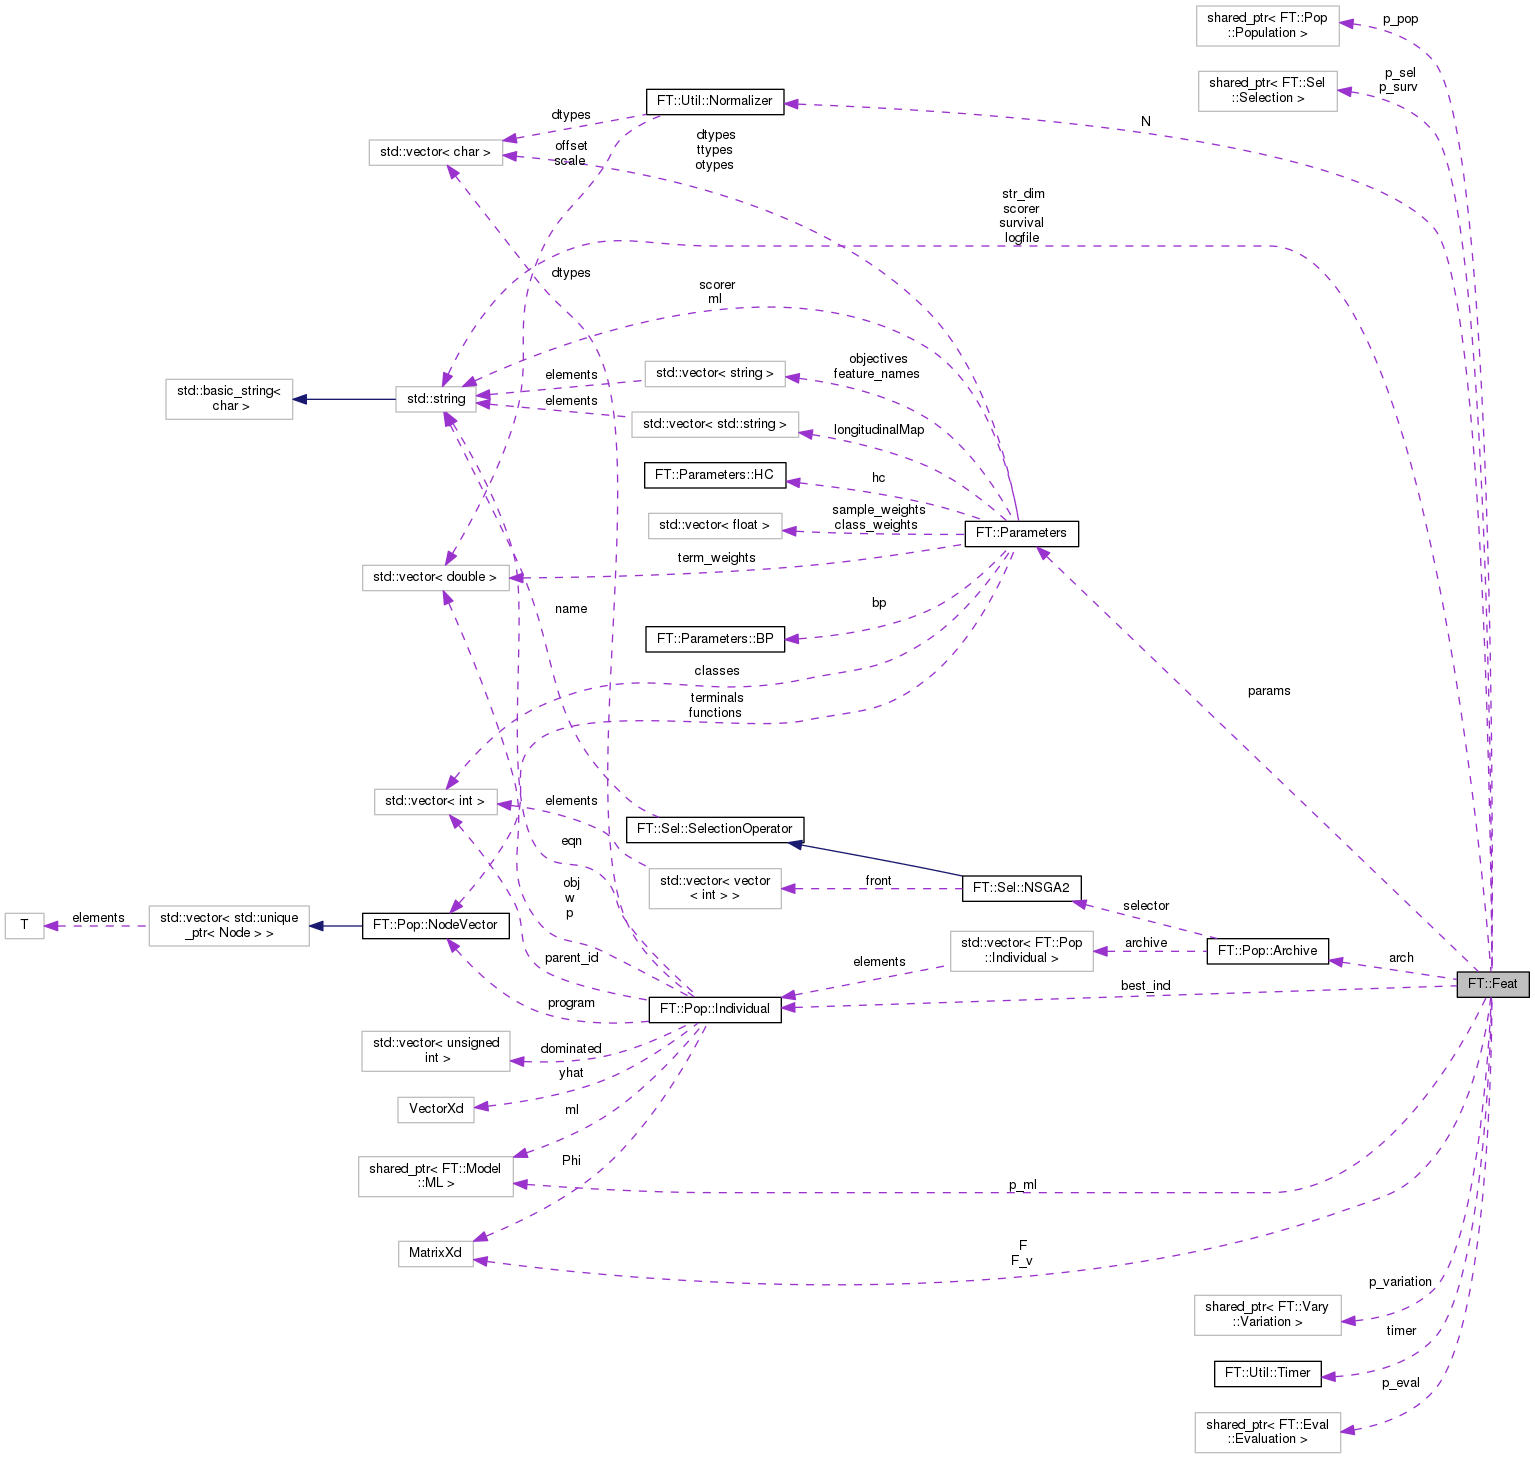 shared_ptr< FT::Pop
::Population >
p_pop
shared_ptr< FT::Sel
::Selection >
p_sel
p_surv
FT::Util::Normalizer
N
dtypes
std::vector< char >
offset
scale
dtypes
ttypes
otypes
str_dim
scorer
survival
logfile
dtypes
scorer
ml
std::basic_string<
char >
std::string
elements
std::vector< string >
objectives
feature_names
elements
std::vector< std::string >
longitudinalMap
FT::Parameters::HC
hc
std::vector< float >
sample_weights
class_weights
FT::Parameters
std::vector< double >
term_weights
name
FT::Parameters::BP
bp
classes
terminals
functions
params
std::vector< int >
elements
FT::Sel::SelectionOperator
eqn
std::vector< vector
< int > >
front
FT::Sel::NSGA2
selector
obj
w
p
T
elements
std::vector< std::unique
_ptr< Node > >
FT::Pop::NodeVector
parent_id
elements
std::vector< FT::Pop
::Individual >
archive
FT::Pop::Archive
arch
FT::Feat
program
FT::Pop::Individual
best_ind
std::vector< unsigned
int >
dominated
yhat
VectorXd
ml
shared_ptr< FT::Model
::ML >
Phi
p_ml
MatrixXd
F
F_v
p_variation
shared_ptr< FT::Vary
::Variation >
timer
FT::Util::Timer
p_eval
shared_ptr< FT::Eval
::Evaluation >